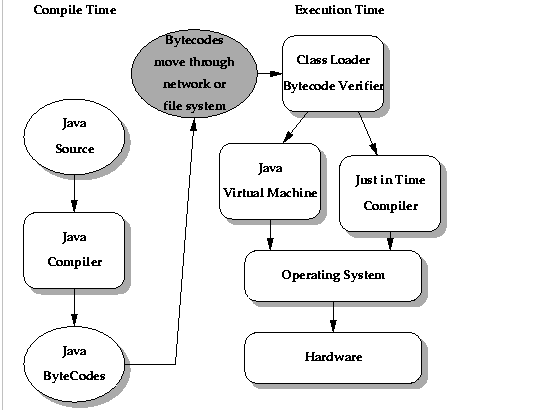 Compile Time
Execution Time
Bytecodes
move through
network or
file system
Class Loader
Bytecode Verifier
Java
Source
Java
Virtual Machine
Just in Time
Compiler
Java
Compiler
Operating System
Java
ByteCodes
Hardware